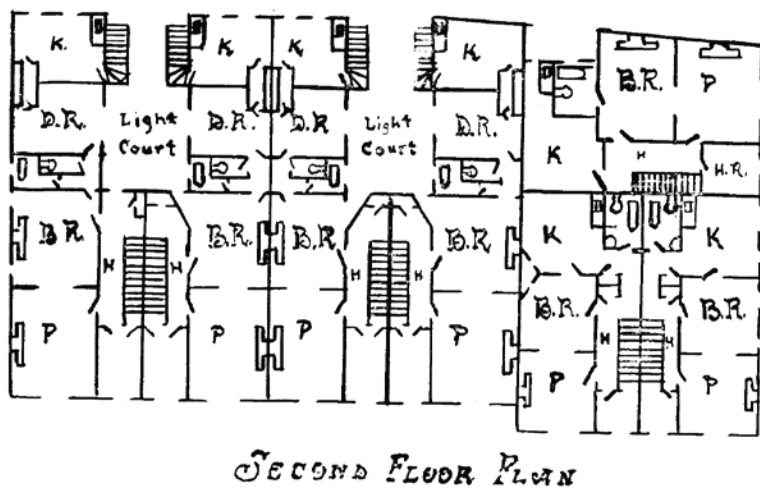 K. K K K B.R. P
D.R. Light Court D.R. D.R Light Court D.R. K H H.R.
B R. B.R. B.R B.R. K K
H H H H B.R. B.R.
P P P P H H
P P
SECOND FLOOR PLAN